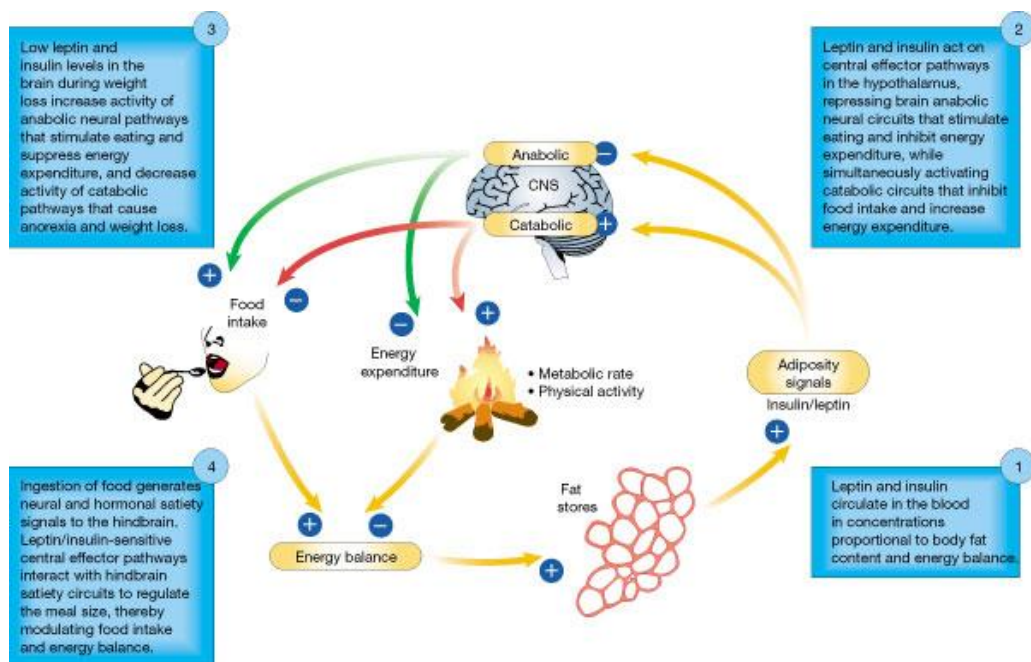 3
Low leptin and
insulin levels in the
brain during weight
loss increase activity of
anabolic neural pathways
that stimulate eating and
suppress energy
expenditure, and decrease
activity of catabolic
pathways that cause
anorexia and weight loss.
2
Leptin and insulin act on
central effector pathways
in the hypothalamus,
repressing brain anabolic
neural circuits that stimulate
eating and inhibit energy
expenditure, while
simultaneously activating
catabolic circuits that inhibit
food intake and increase
energy expenditure.
Anabolic
−
CNS
Catabolic
+
+
−
Food
intake
−
Energy
expenditure
+
• Metabolic rate
• Physical activity
Adiposity
signals
Insulin/leptin
+
4
Ingestion of food generates
neural and hormonal satiety
signals to the hindbrain.
Leptin/insulin-sensitive
central effector pathways
interact with hindbrain
satiety circuits to regulate
the meal size, thereby
modulating food intake
and energy balance.
+
−
Energy balance
Fat
stores
+
1
Leptin and insulin
circulate in the blood
in concentrations
proportional to body fat
content and energy balance.